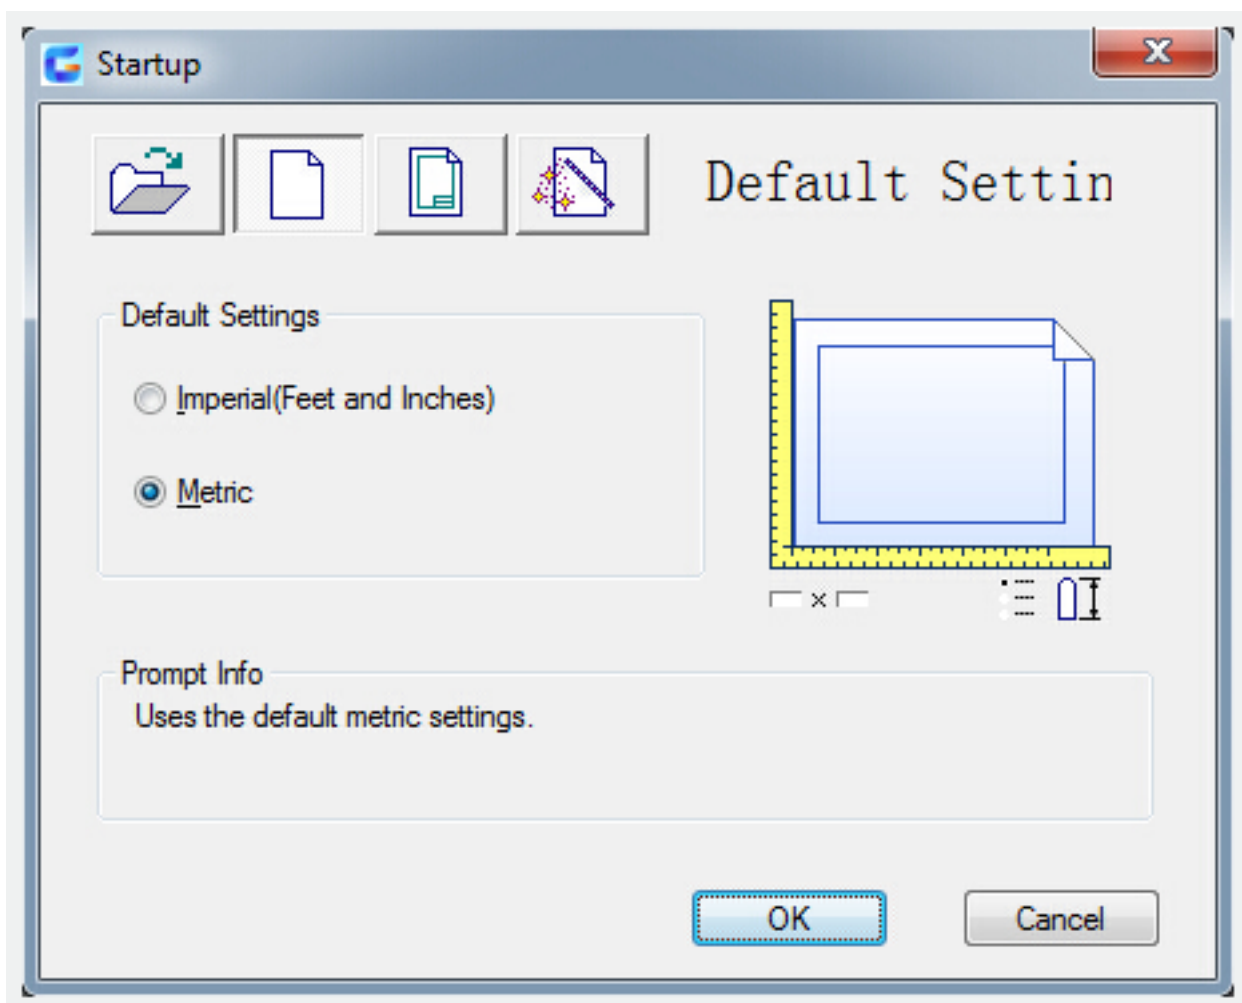 Startup
Default Settin
Default Settings
Imperial(Feet and Inches)
Metric
Prompt Info
Uses the default metric settings.
OK
Cancel